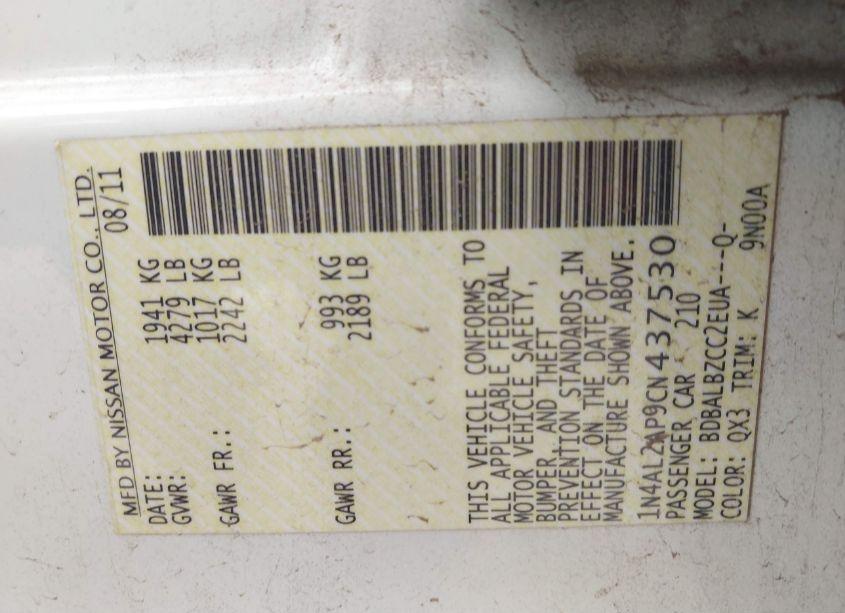 MFD BY NISSAN MOTOR CO., LTD.
DATE: 08/11
GVWR: 1941 KG
4279 LB
GAWR FR.: 1017 KG
2242 LB
GAWR RR.: 993 KG
2189 LB
THIS VEHICLE CONFORMS TO
ALL APPLICABLE FEDERAL
MOTOR VEHICLE SAFETY,
BUMPER, AND THEFT
PREVENTION STANDARDS IN
EFFECT ON THE DATE OF
MANUFACTURE SHOWN ABOVE.
1N4AL2AP9CN437530
PASSENGER CAR 210
MODEL: BDBALBZCC2EUA---Q-
COLOR: QX3 TRIM: K 9N00A